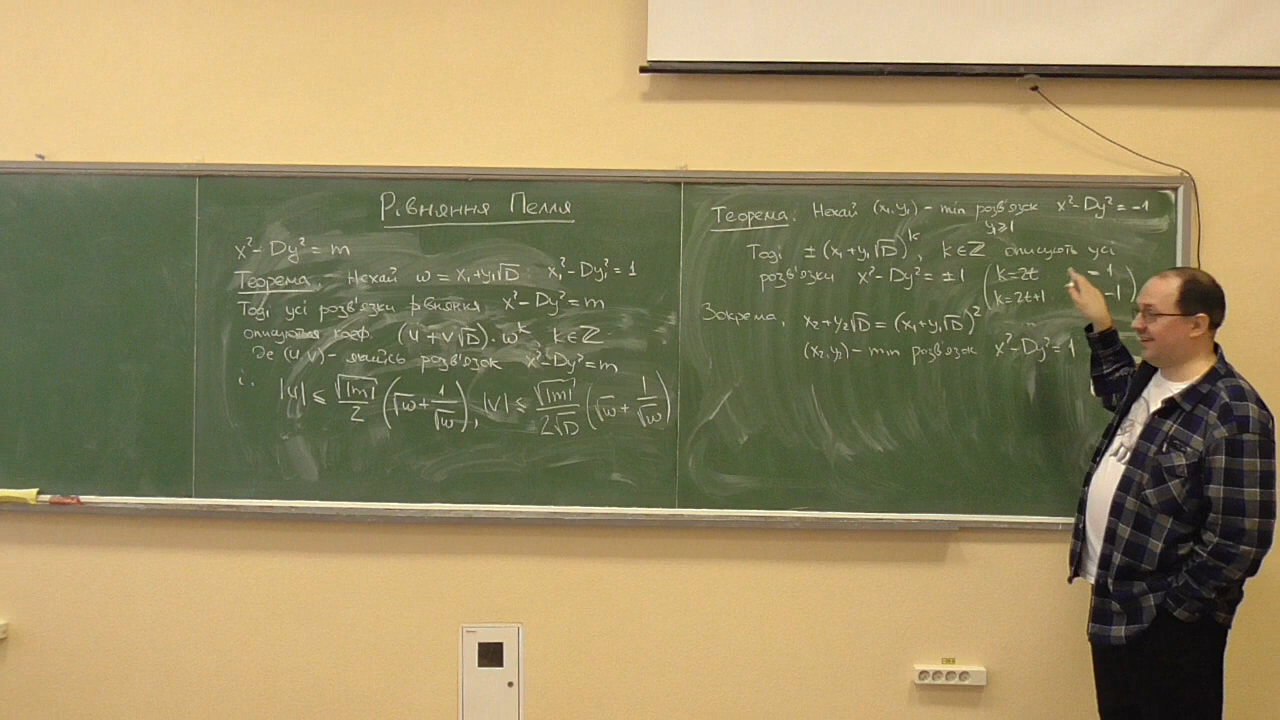 Рівняння Пелля
x² - Dy² = m
Теорема. Нехай ω = x₁+y₁√D : x₁² - Dy₁² = 1
Тоді усі розв'язки рівняння x² - Dy² = m
коеф. (u+v√D)·ωᵏ, k∈ℤ
де (u,v) - якийсь розв'язок x² - Dy² = m
і. |u| ≤ √|m|/2 (√ω + 1/√ω), |v| ≤ √|m|/2√D (√ω + 1/√ω)
Теорема. Нехай (x₁,y₁) - min розв'язок x² - Dy² = -1
y₁≥1
Тоді ±(x₁+y₁√D)ᵏ, k∈ℤ описують усі
розв'язки x² - Dy² = ±1 (k=2t 1
k=2t+1 -1)
Зокрема, x₂+y₂√D = (x₁+y₁√D)²
(x₂,y₂) - min розв'язок x² - Dy² = 1